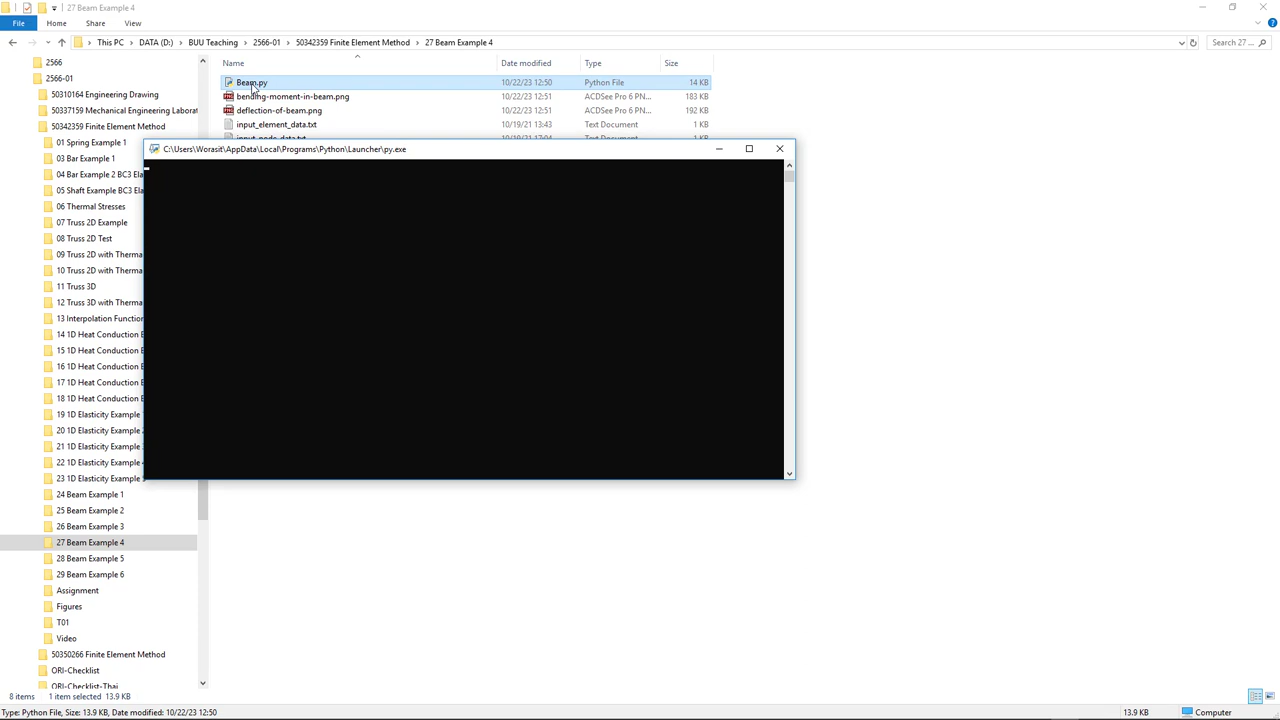 27 Beam Example 4
File Home Share View
This PC DATA (D:) BUU Teaching 2566-01 50342359 Finite Element Method 27 Beam Example 4
Search 27 ...
Name Date modified Type Size
2566
2566-01
50310164 Engineering Drawing
50337159 Mechanical Engineering Laborat
50342359 Finite Element Method
01 Spring Example 1
03 Bar Example 1
04 Bar Example 2 BC3 Ela
05 Shaft Example BC3 Ela
06 Thermal Stresses
07 Truss 2D Example
08 Truss 2D Test
09 Truss 2D with Therma
10 Truss 2D with Therma
11 Truss 3D
12 Truss 3D with Therma
13 Interpolation Function
14 1D Heat Conduction E
15 1D Heat Conduction E
16 1D Heat Conduction E
17 1D Heat Conduction E
18 1D Heat Conduction E
19 1D Elasticity Example
20 1D Elasticity Example
21 1D Elasticity Example
22 1D Elasticity Example
23 1D Elasticity Example
24 Beam Example 1
25 Beam Example 2
26 Beam Example 3
27 Beam Example 4
28 Beam Example 5
29 Beam Example 6
Assignment
Figures
T01
Video
50350266 Finite Element Method
ORI-Checklist
ORI-Checklist-Thai
Beam.py 10/22/23 12:50 Python File 14 KB
bending-moment-in-beam.png 10/22/23 12:51 ACDSee Pro 6 PN... 183 KB
deflection-of-beam.png 10/22/23 12:51 ACDSee Pro 6 PN... 192 KB
input_element_data.txt 10/19/21 13:43 Text Document 1 KB
input_node_data.txt 10/19/21 17:04 Text Document 1 KB
C:\Users\Worasit\AppData\Local\Programs\Python\Launcher\py.exe
8 items 1 item selected 13.9 KB
Type: Python File, Size: 13.9 KB, Date modified: 10/22/23 12:50
13.9 KB Computer